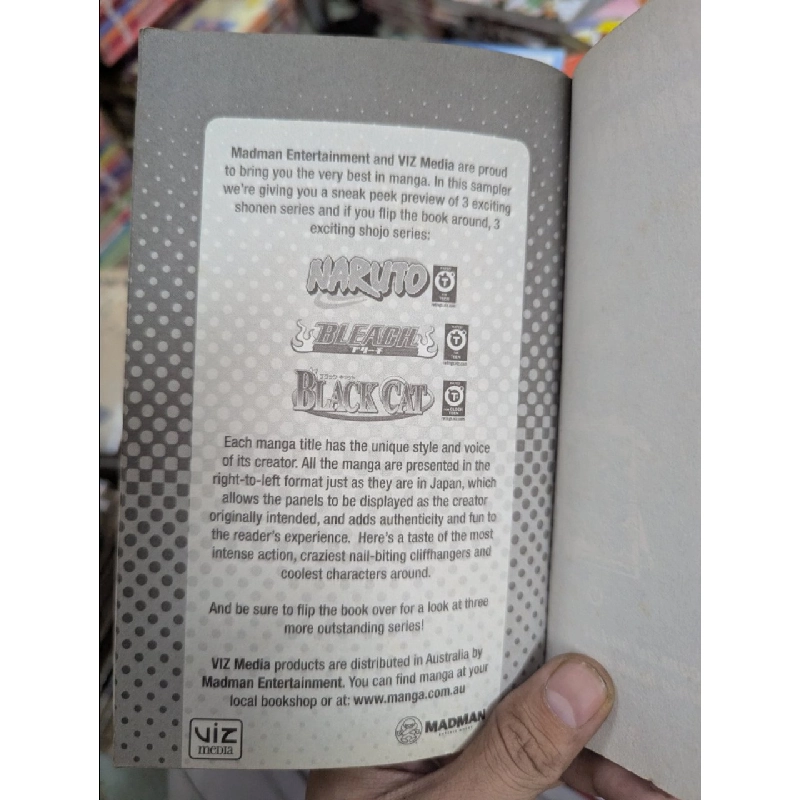 Madman Entertainment and VIZ Media are proud
to bring you the very best in manga. In this sampler
we're giving you a sneak peek preview of 3 exciting
shonen series and if you flip the book around, 3
exciting shojo series:
NARUTO
T
BLEACH
ブリーチ
T
BLACK CAT
T
Each manga title has the unique style and voice
of its creator. All the manga are presented in the
right-to-left format just as they are in Japan, which
allows the panels to be displayed as the creator
originally intended, and adds authenticity and fun to
the reader's experience. Here's a taste of the most
intense action, craziest nail-biting cliffhangers and
coolest characters around.
And be sure to flip the book over for a look at three
more outstanding series!
VIZ Media products are distributed in Australia by
Madman Entertainment. You can find manga at your
local bookshop or at: www.manga.com.au
VIZ
media
MADMAN